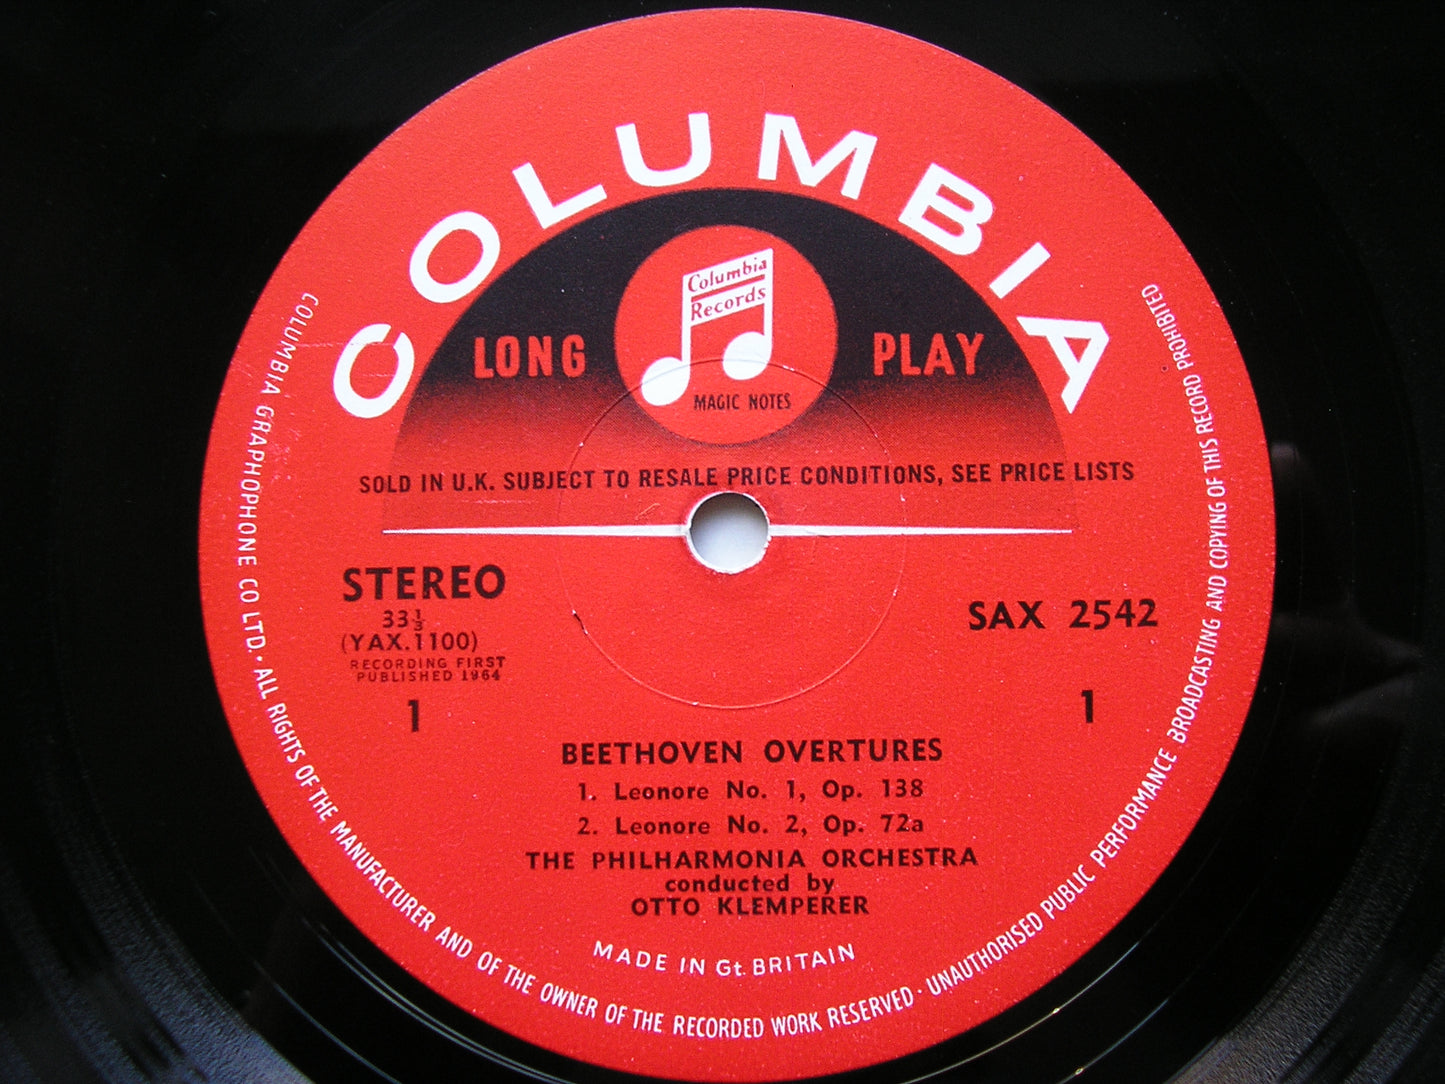 COLUMBIA
Columbia
Records
LONG PLAY
MAGIC NOTES
SOLD IN U.K. SUBJECT TO RESALE PRICE CONDITIONS, SEE PRICE LISTS
STEREO
33⅓
(YAX.1100)
RECORDING FIRST
PUBLISHED 1964
1
SAX 2542
1
BEETHOVEN OVERTURES
1. Leonore No. 1, Op. 138
2. Leonore No. 2, Op. 72a
THE PHILHARMONIA ORCHESTRA
conducted by
OTTO KLEMPERER
MADE IN Gt. BRITAIN
COLUMBIA GRAPHOPHONE CO LTD. · ALL RIGHTS OF THE MANUFACTURER AND OF THE OWNER OF THE RECORDED WORK RESERVED · UNAUTHORISED PUBLIC PERFORMANCE BROADCASTING AND COPYING OF THIS RECORD PROHIBITED